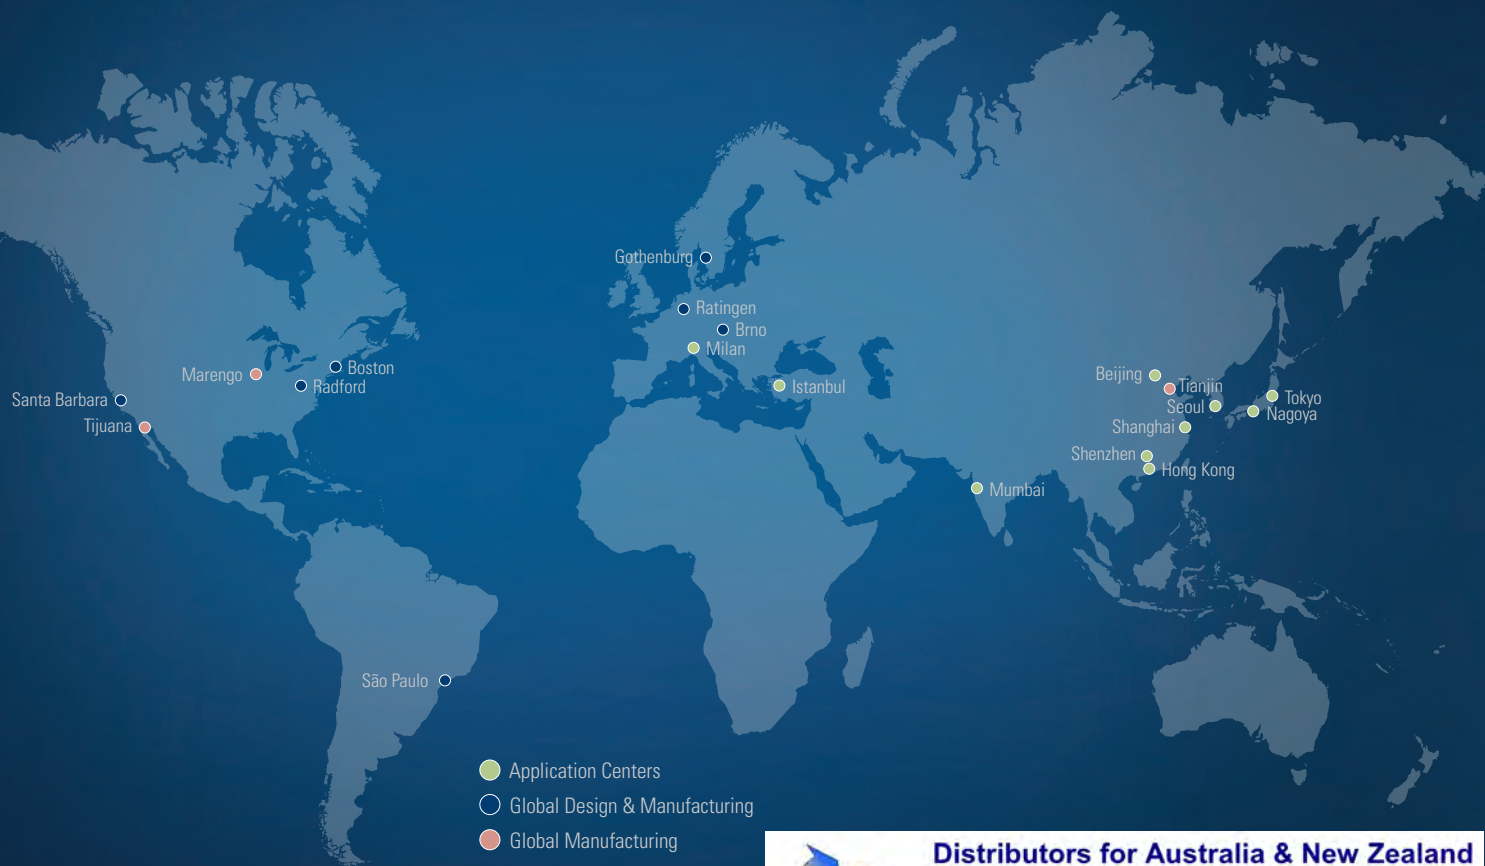 Gothenburg
Ratingen
Brno
Milan
Istanbul
Boston
Marengo
Radford
Santa Barbara
Tijuana
Beijing
Tianjin
Seoul
Tokyo
Nagoya
Shanghai
Shenzhen
Hong Kong
Mumbai
São Paulo
Application Centers
Global Design & Manufacturing
Global Manufacturing
Distributors for Australia & New Zealand